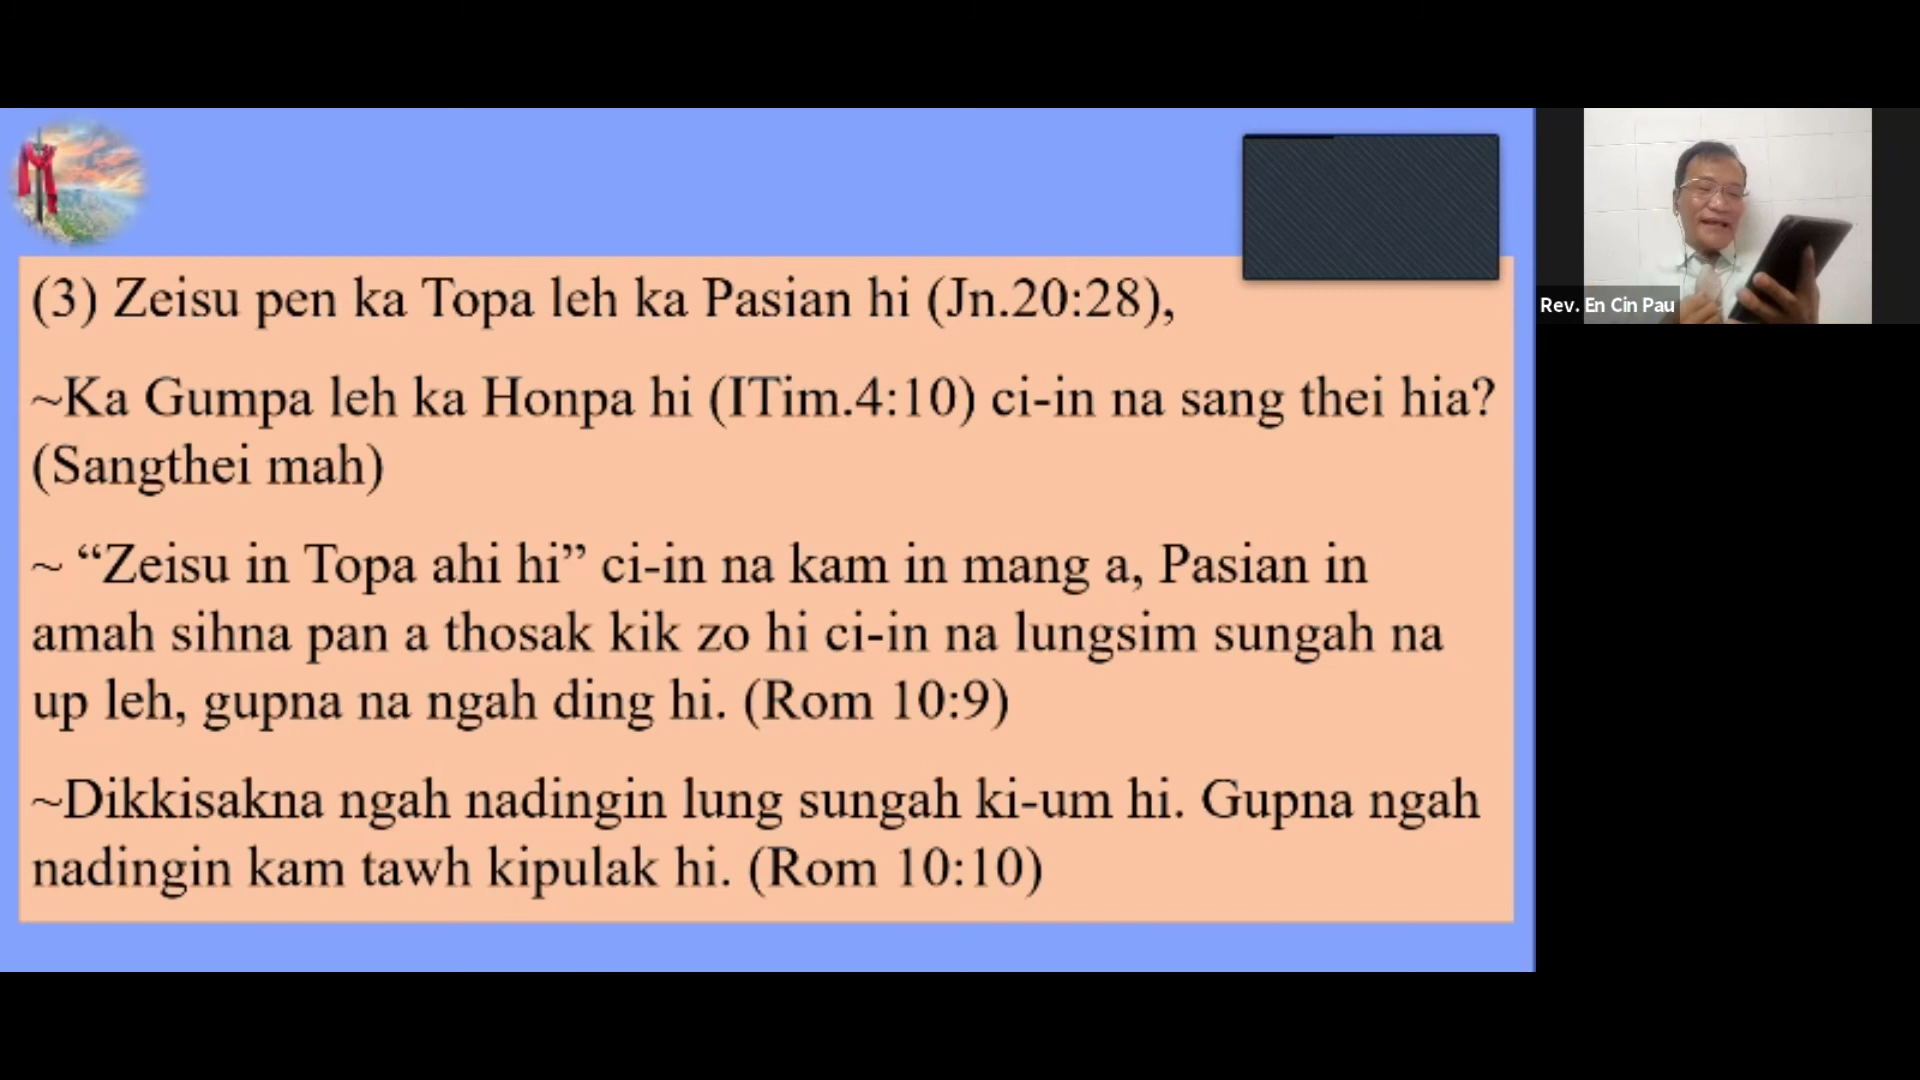 (3) Zeisu pen ka Topa leh ka Pasian hi (Jn.20:28),
~Ka Gumpa leh ka Honpa hi (ITim.4:10) ci-in na sang thei hia?
(Sangthei mah)
~ “Zeisu in Topa ahi hi” ci-in na kam in mang a, Pasian in
amah sihna pan a thosak kik zo hi ci-in na lungsim sungah na
up leh, gupna na ngah ding hi. (Rom 10:9)
~Dikkisakna ngah nadingin lung sungah ki-um hi. Gupna ngah
nadingin kam tawh kipulak hi. (Rom 10:10)
Rev. En Cin Pau